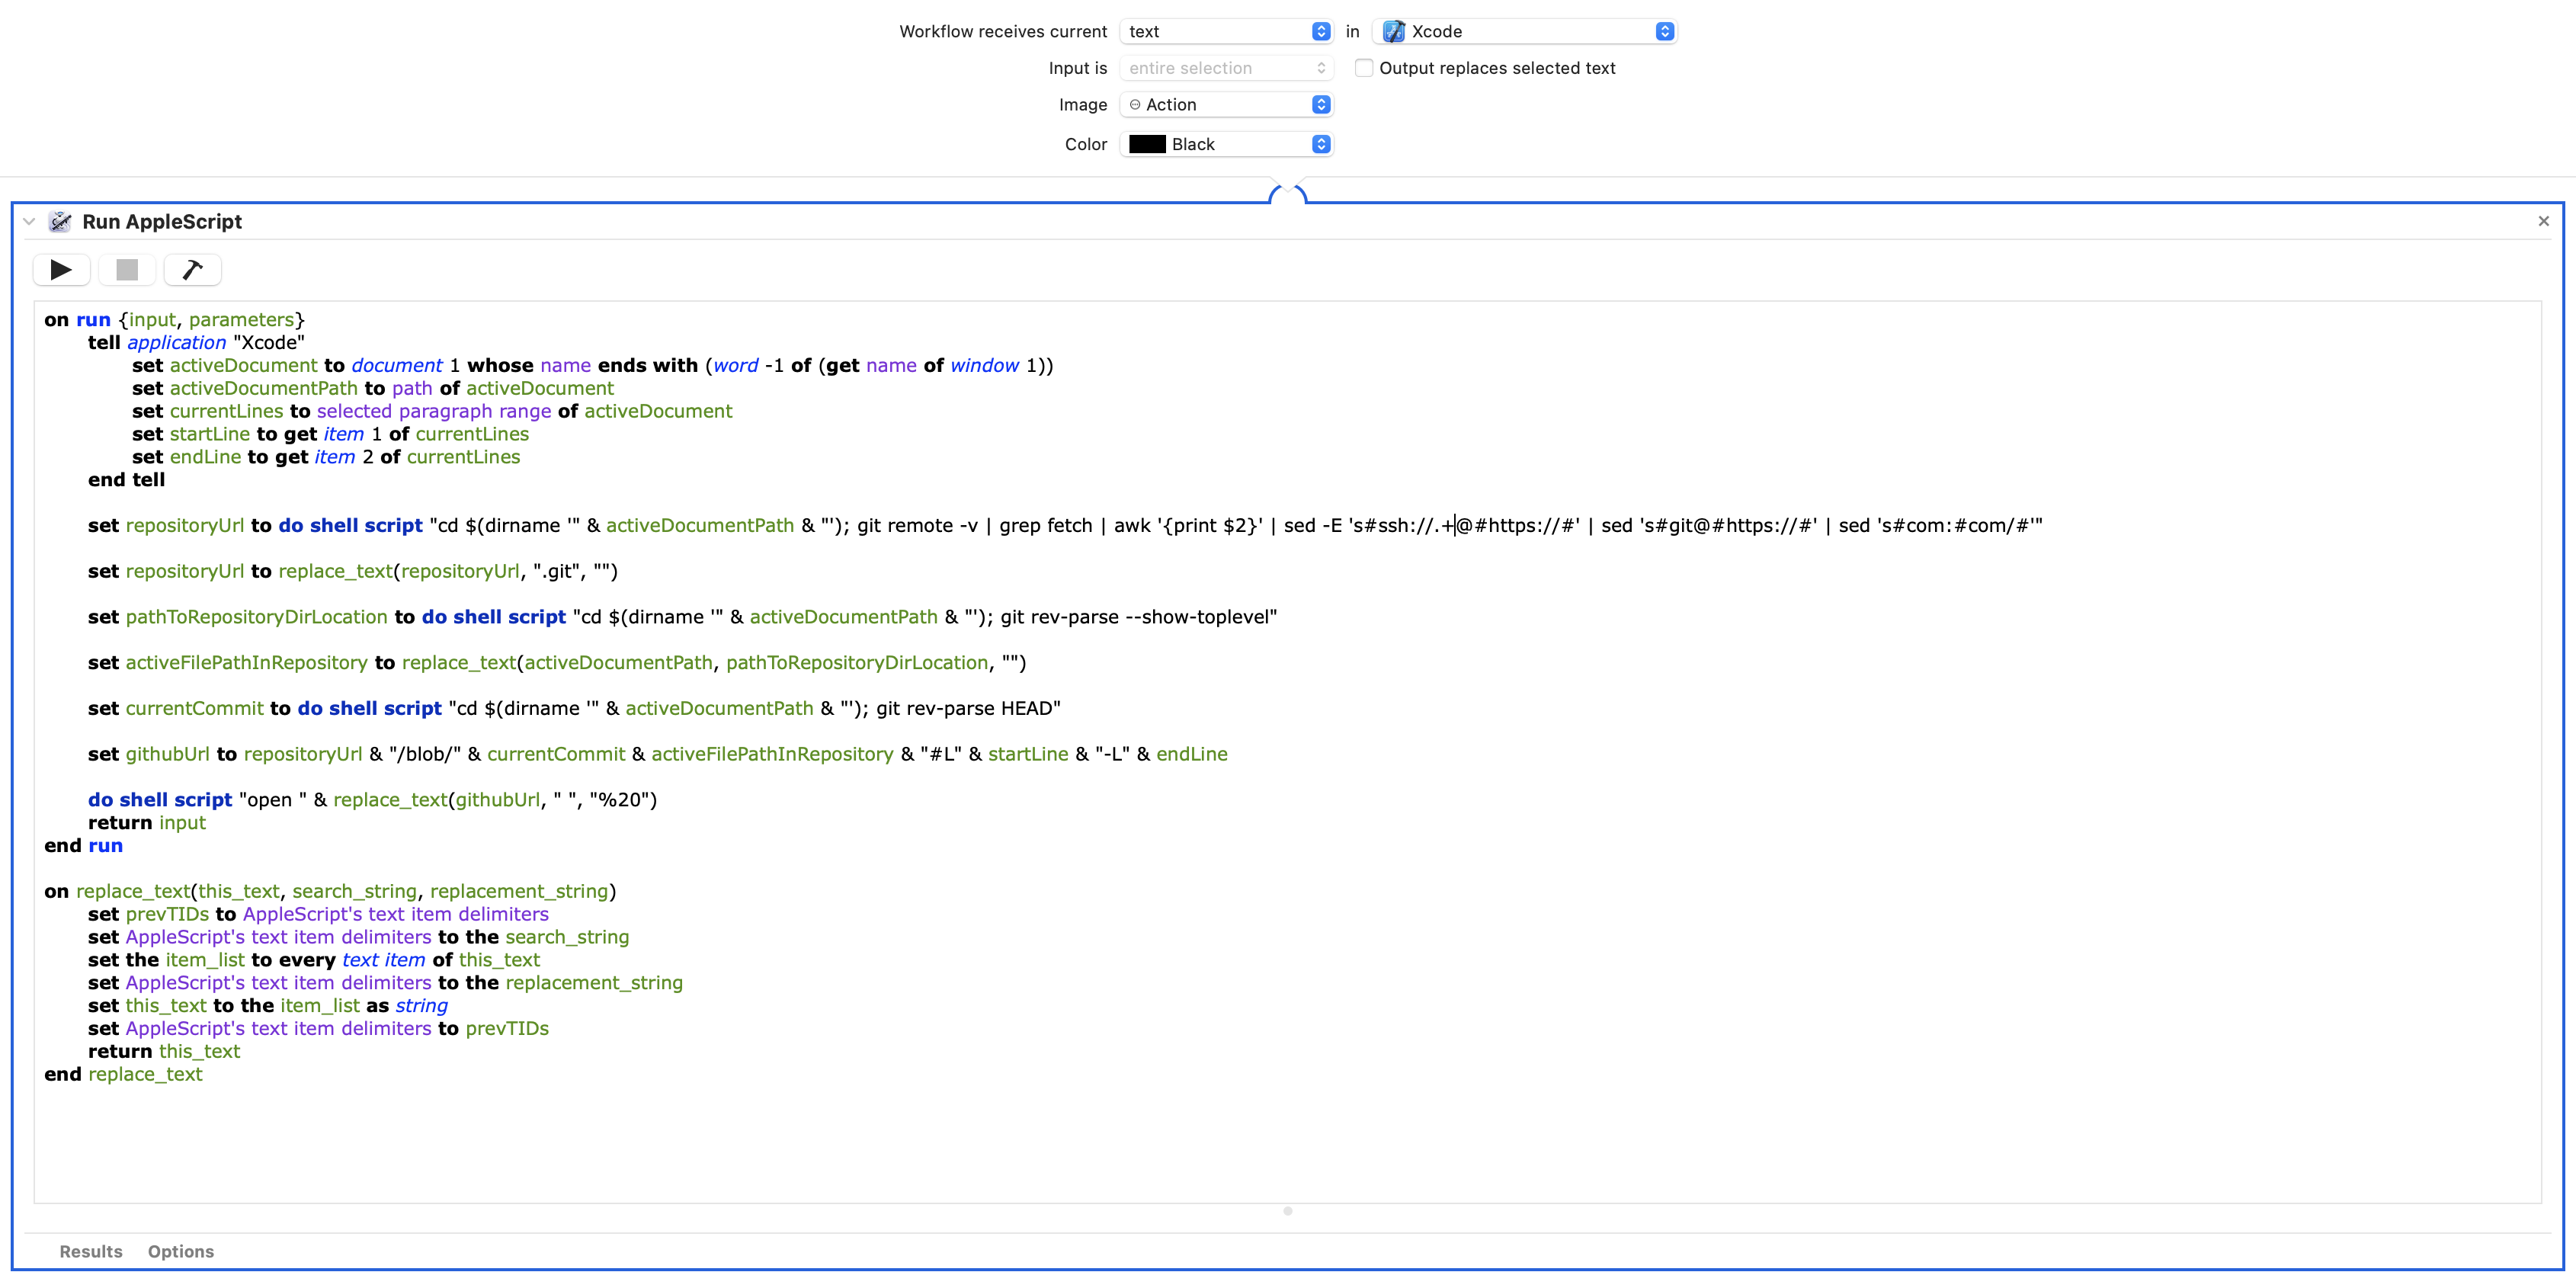 Workflow receives current text in Xcode
Input is entire selection Output replaces selected text
Image Action
Color Black
Run AppleScript
on run {input, parameters}
tell application "Xcode"
set activeDocument to document 1 whose name ends with (word -1 of (get name of window 1))
set activeDocumentPath to path of activeDocument
set currentLines to selected paragraph range of activeDocument
set startLine to get item 1 of currentLines
set endLine to get item 2 of currentLines
end tell
set repositoryUrl to do shell script "cd $(dirname '" & activeDocumentPath & "'); git remote -v | grep fetch | awk '{print $2}' | sed -E 's#ssh://.+@#https://#' | sed 's#git@#https://#' | sed 's#com:#com/#'"
set repositoryUrl to replace_text(repositoryUrl, ".git", "")
set pathToRepositoryDirLocation to do shell script "cd $(dirname '" & activeDocumentPath & "'); git rev-parse --show-toplevel"
set activeFilePathInRepository to replace_text(activeDocumentPath, pathToRepositoryDirLocation, "")
set currentCommit to do shell script "cd $(dirname '" & activeDocumentPath & "'); git rev-parse HEAD"
set githubUrl to repositoryUrl & "/blob/" & currentCommit & activeFilePathInRepository & "#L" & startLine & "-L" & endLine
do shell script "open " & replace_text(githubUrl, " ", "%20")
return input
end run
on replace_text(this_text, search_string, replacement_string)
set prevTIDs to AppleScript's text item delimiters
set AppleScript's text item delimiters to the search_string
set the item_list to every text item of this_text
set AppleScript's text item delimiters to the replacement_string
set this_text to the item_list as string
set AppleScript's text item delimiters to prevTIDs
return this_text
end replace_text
Results Options